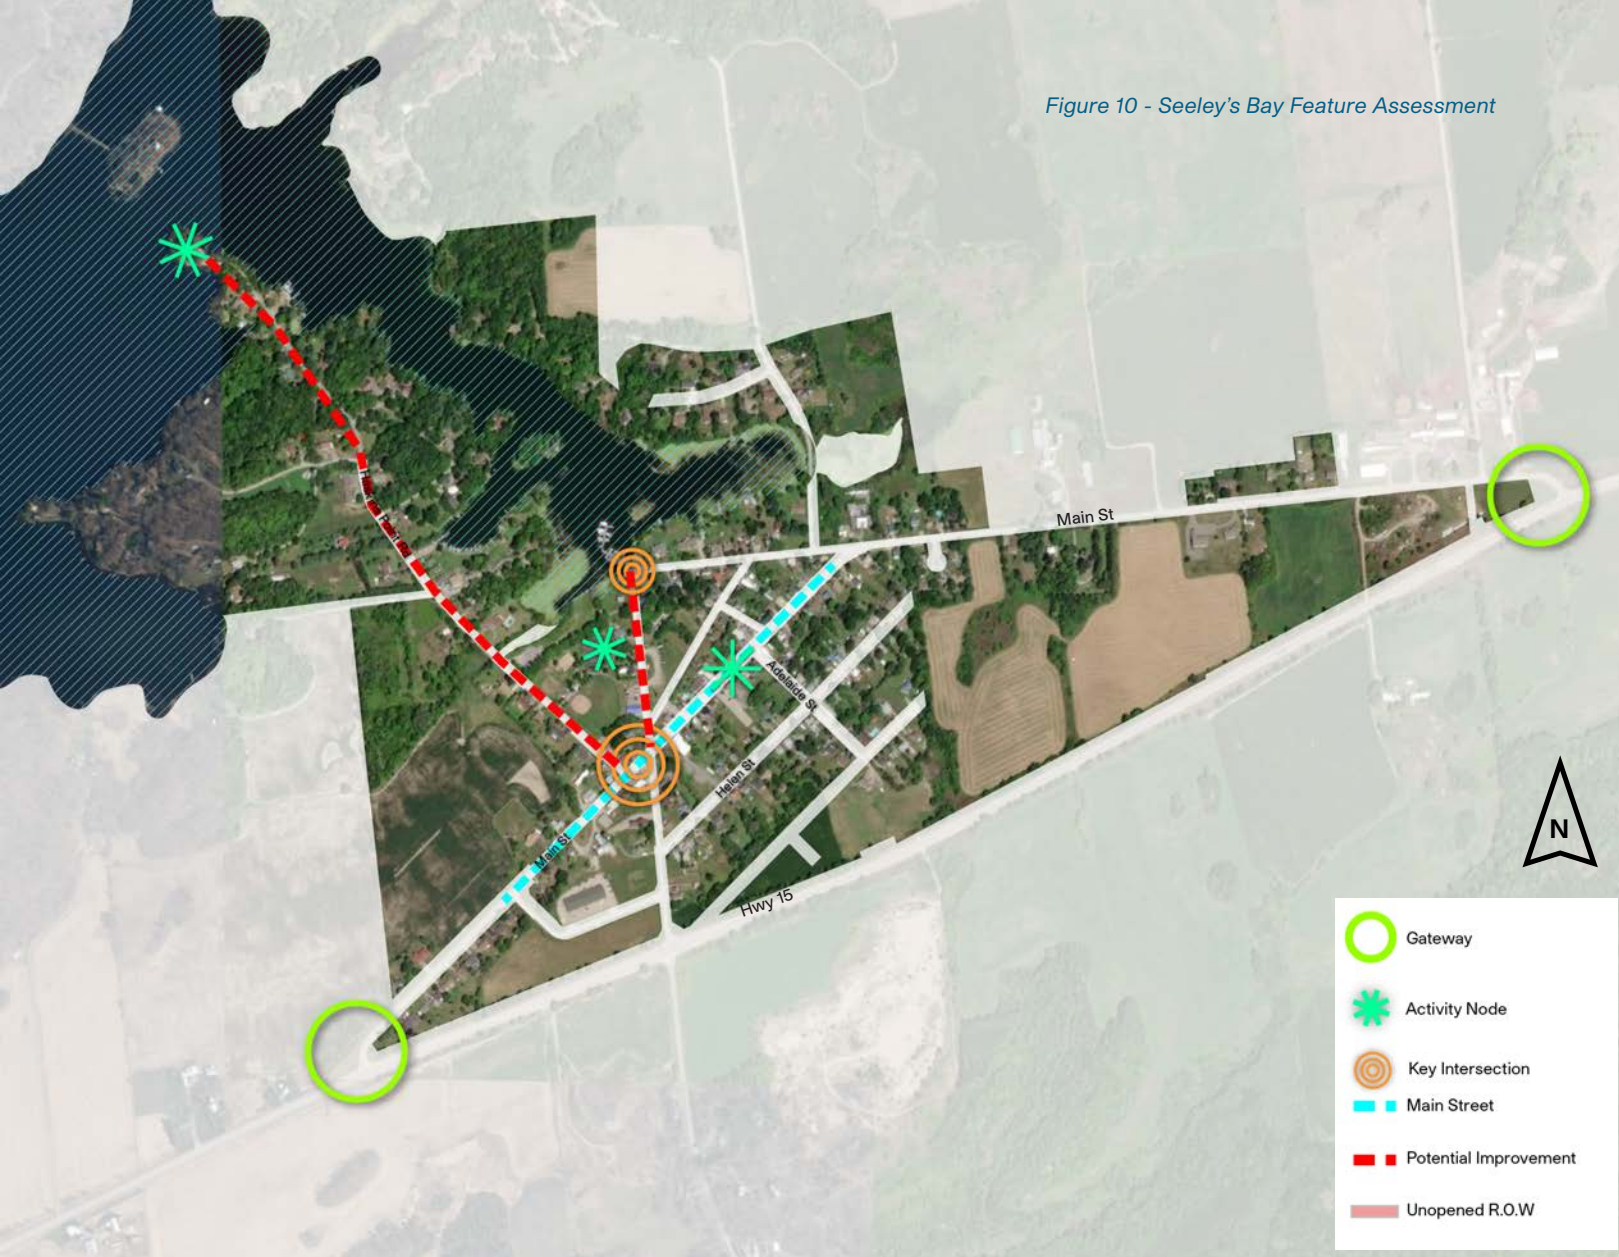 Figure 10 - Seeley's Bay Feature Assessment
Main St
Adelaide St
Helen St
Main St
Hwy 15
N
Gateway
Activity Node
Key Intersection
Main Street
Potential Improvement
Unopened R.O.W